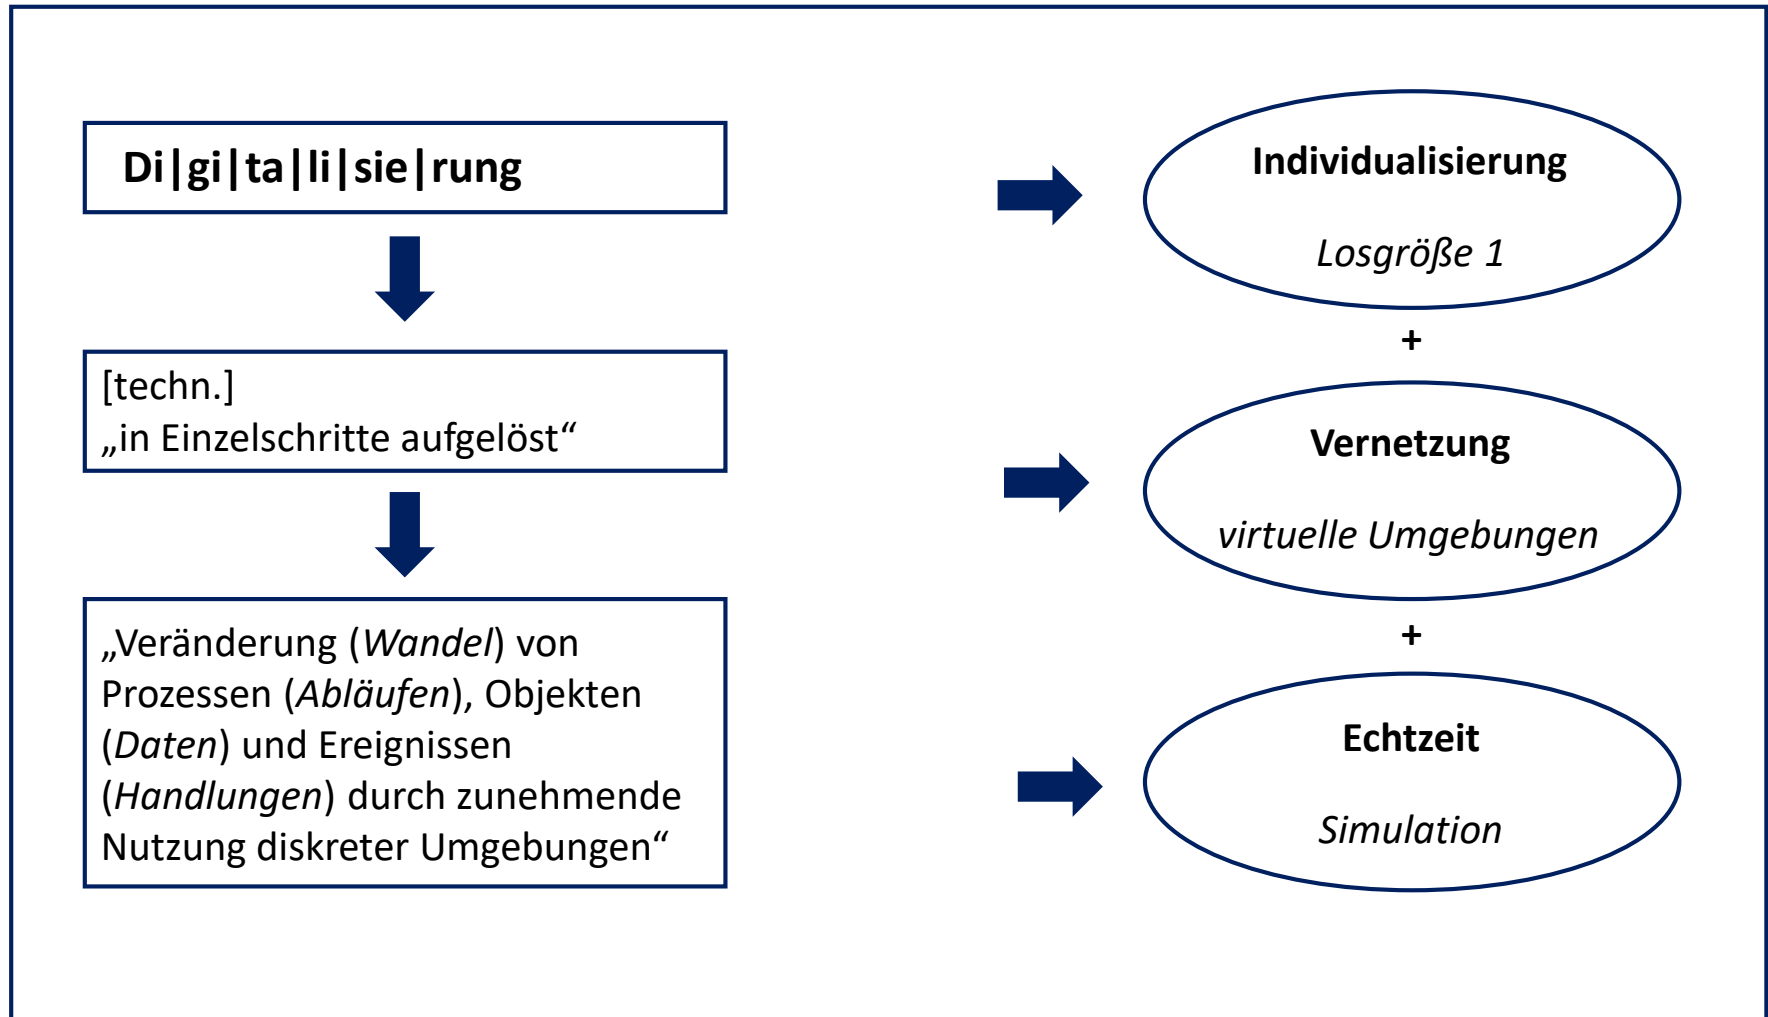 Di|gi|ta|li|sie|rung
[techn.]
„in Einzelschritte aufgelöst“
„Veränderung (Wandel) von
Prozessen (Abläufen), Objekten
(Daten) und Ereignissen
(Handlungen) durch zunehmende
Nutzung diskreter Umgebungen“
Individualisierung
Losgröße 1
+
Vernetzung
virtuelle Umgebungen
+
Echtzeit
Simulation